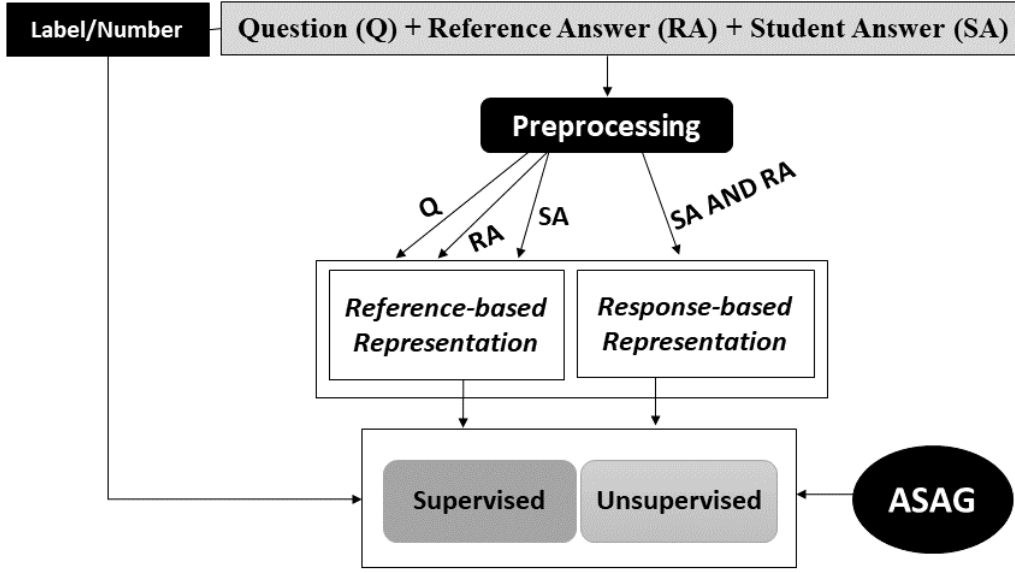 Label/Number
Question (Q) + Reference Answer (RA) + Student Answer (SA)
Preprocessing
Q
RA
SA
SA AND RA
Reference-based
Representation
Response-based
Representation
Supervised
Unsupervised
ASAG